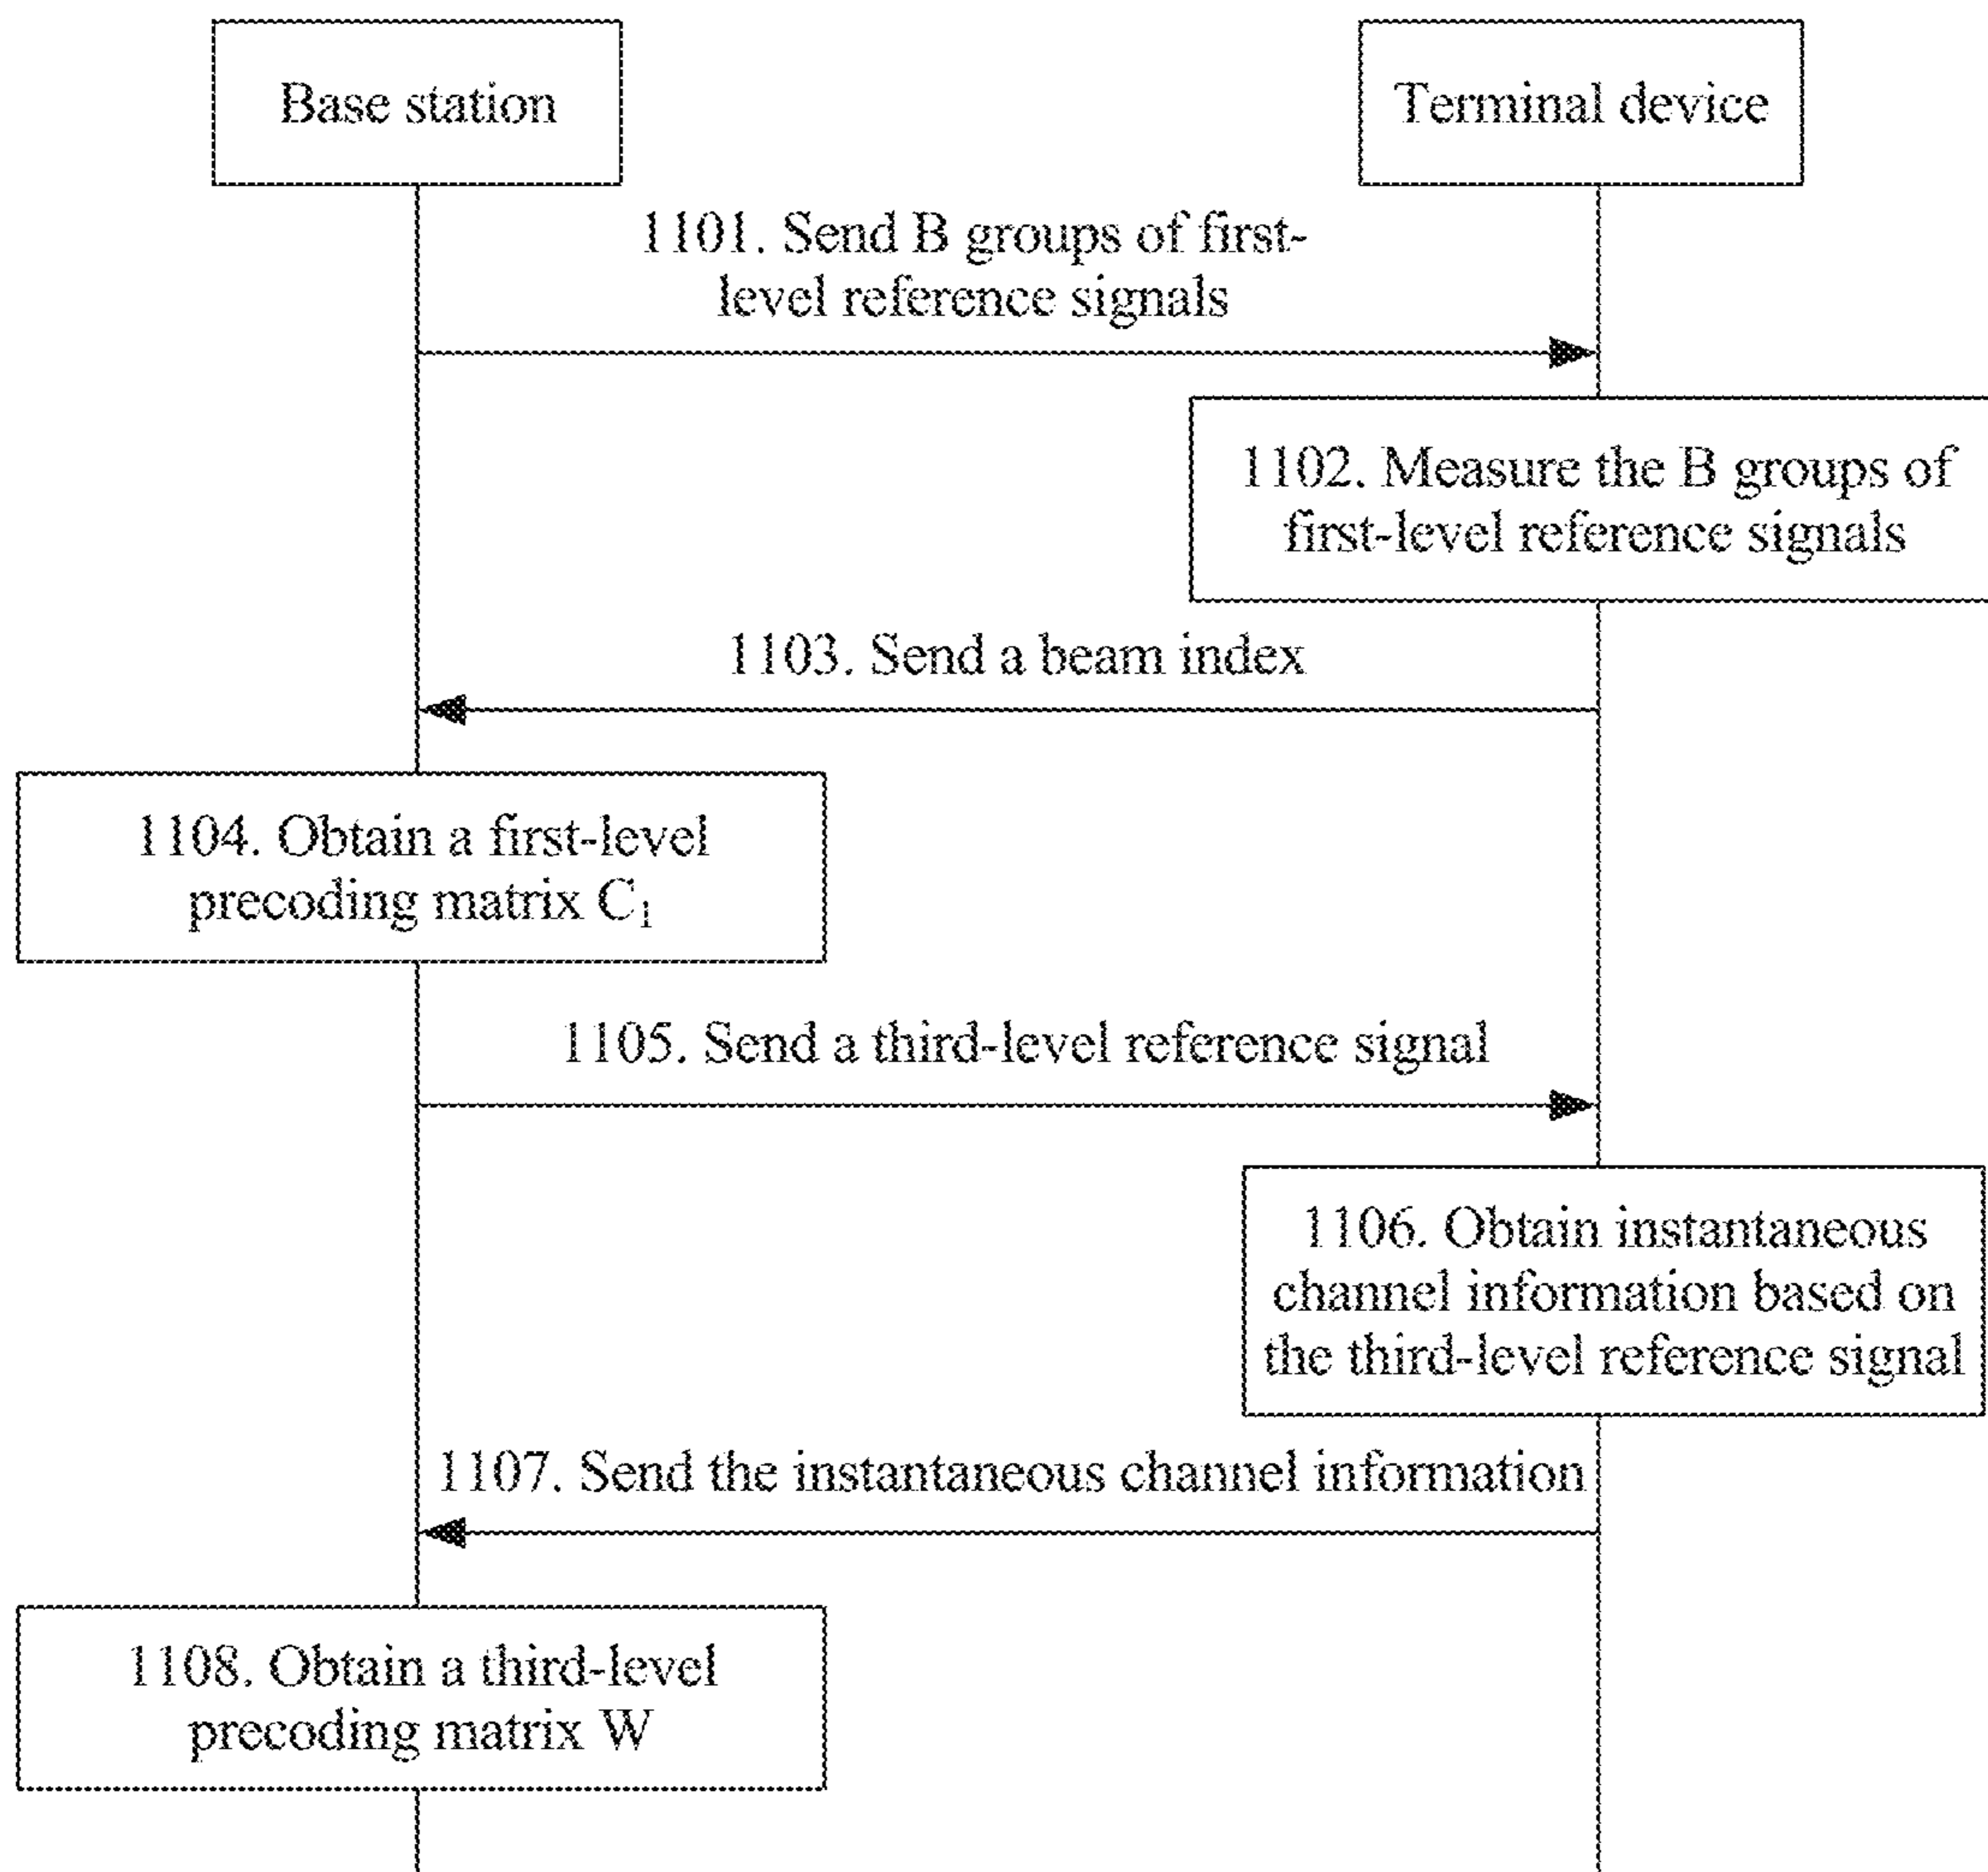 Base station
Terminal device
1101. Send B groups of first-
level reference signals
1102. Measure the B groups of
first-level reference signals
1103. Send a beam index
1104. Obtain a first-level
precoding matrix C₁
1105. Send a third-level reference signal
1106. Obtain instantaneous
channel information based on
the third-level reference signal
1107. Send the instantaneous channel information
1108. Obtain a third-level
precoding matrix W